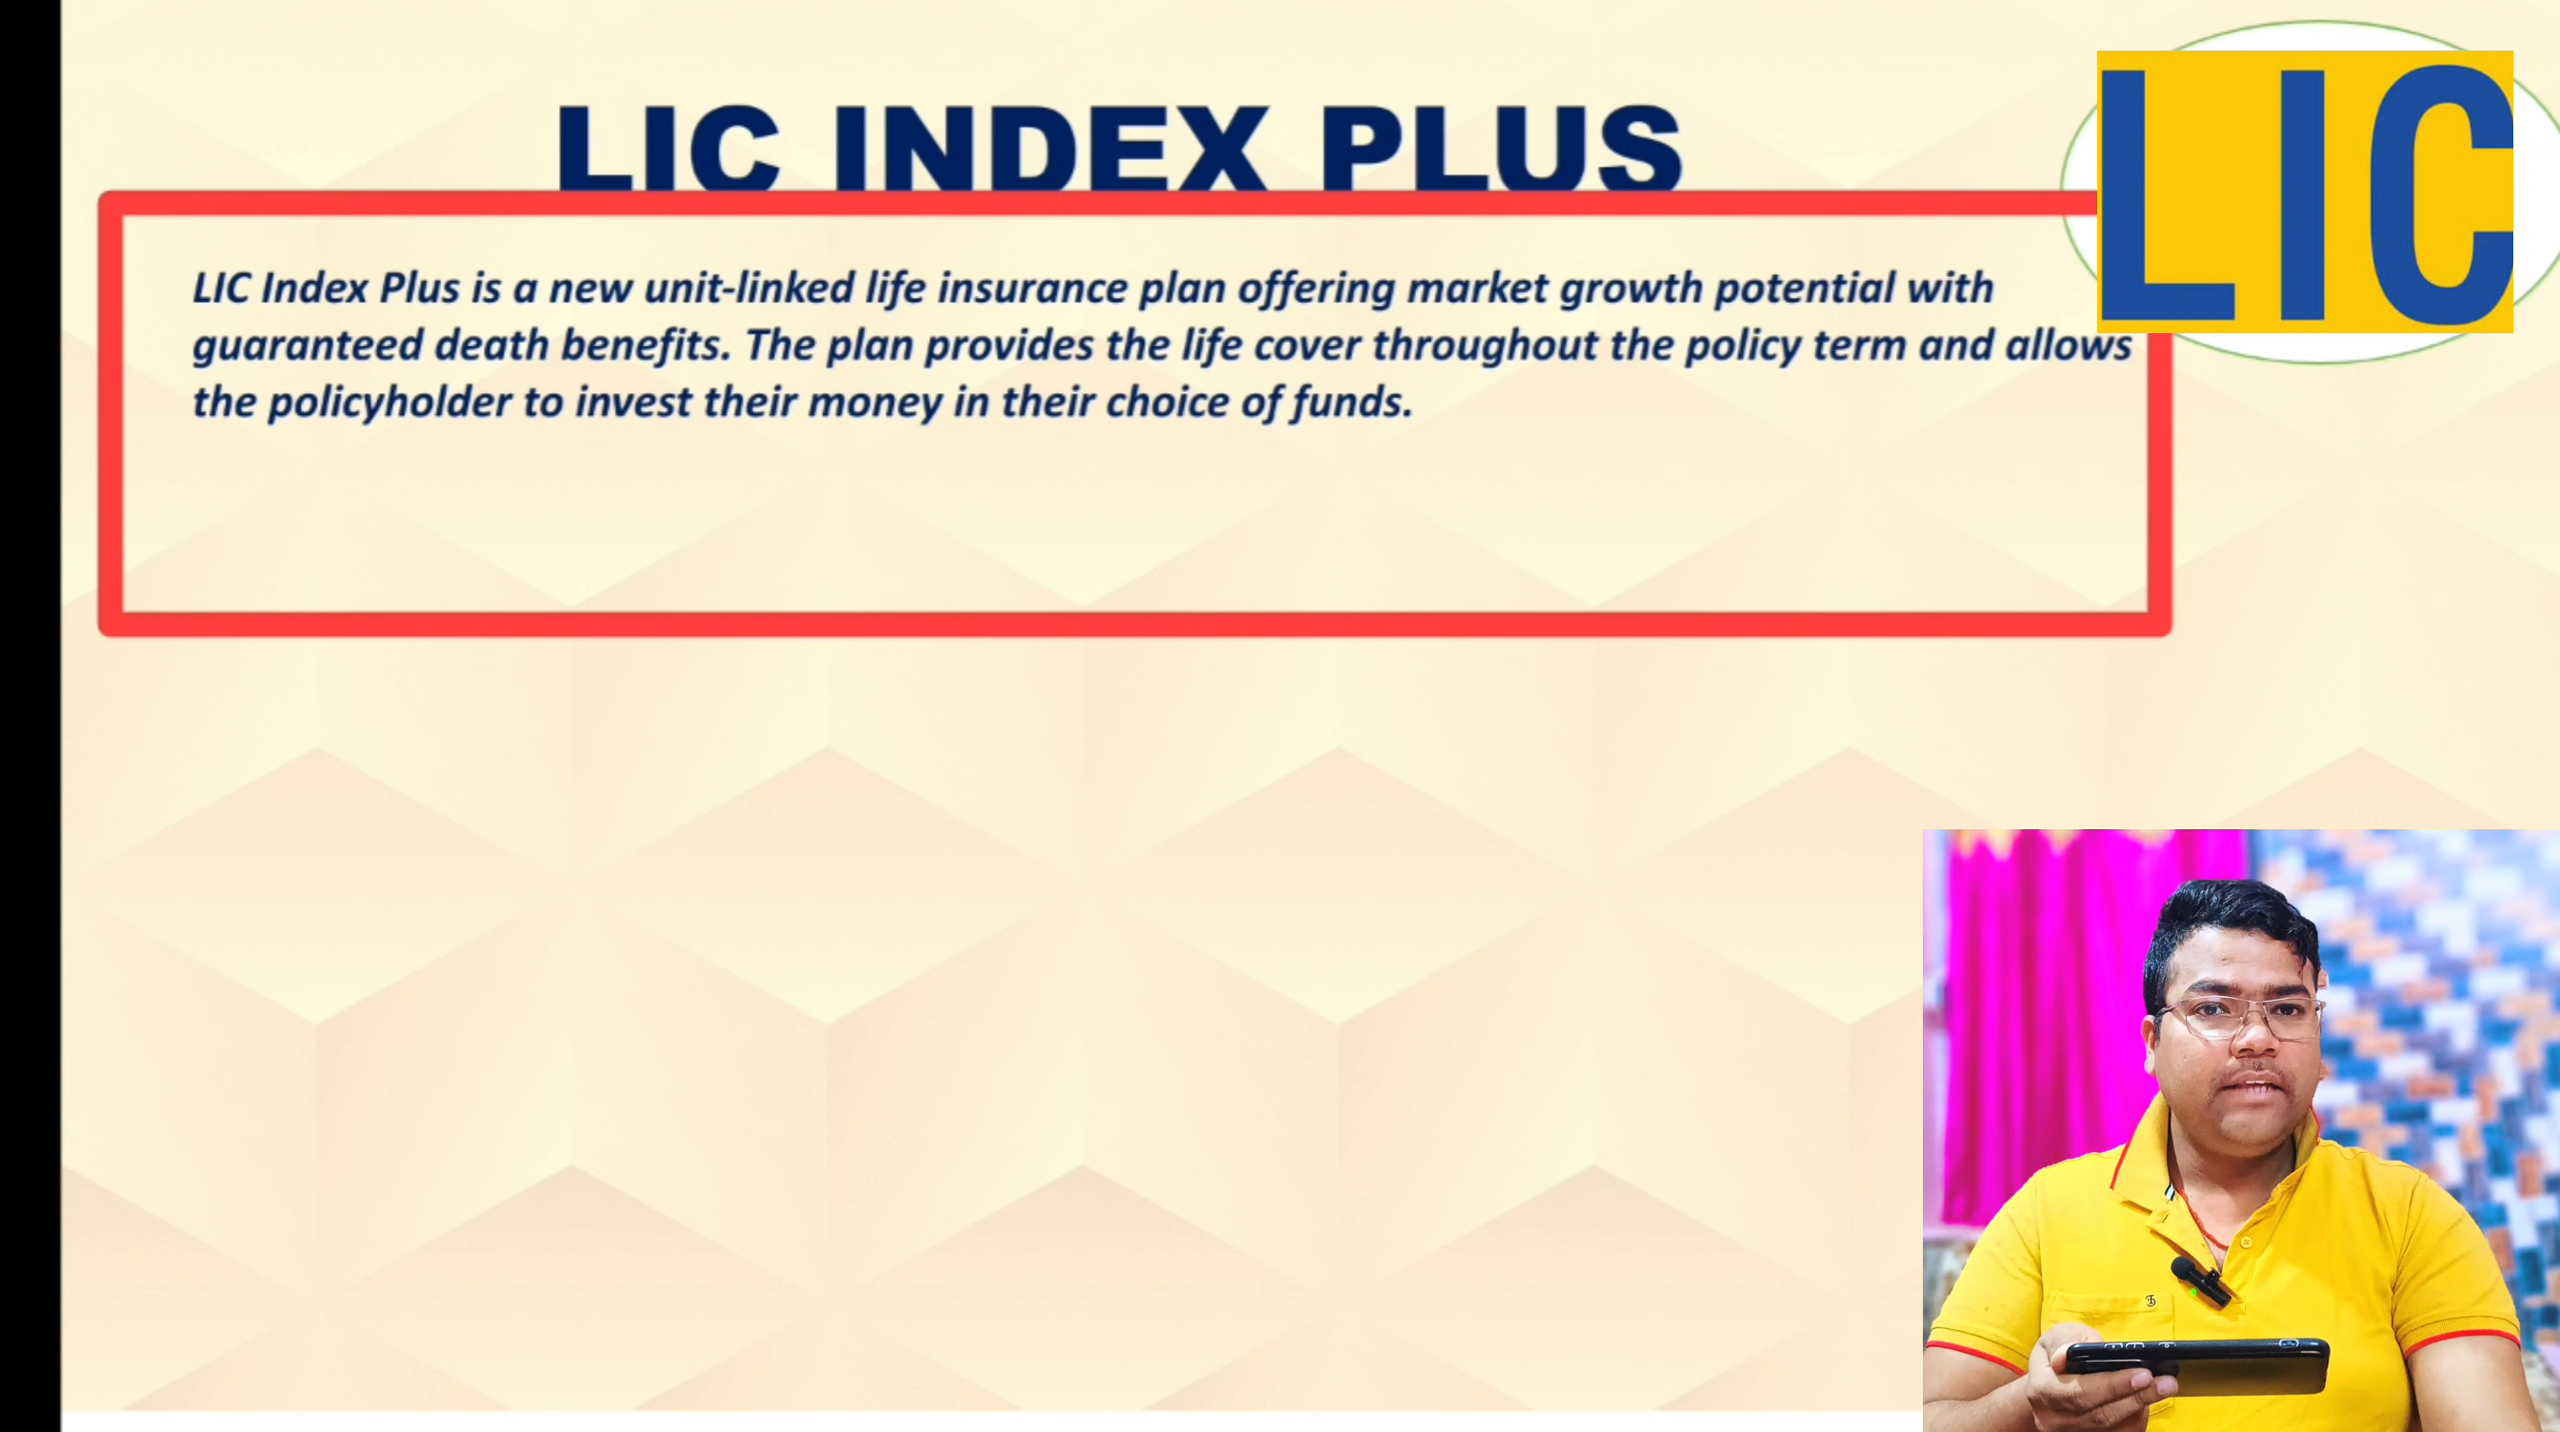 LIC INDEX PLUS
LIC
LIC Index Plus is a new unit-linked life insurance plan offering market growth potential with
guaranteed death benefits. The plan provides the life cover throughout the policy term and allows
the policyholder to invest their money in their choice of funds.